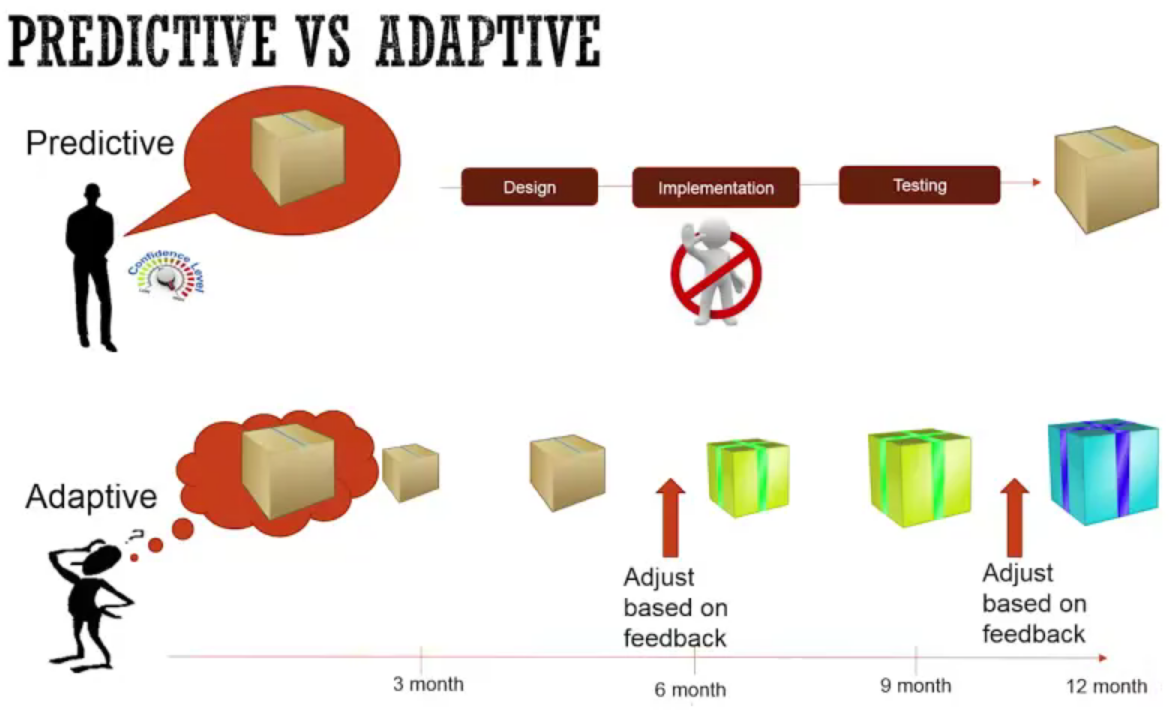 PREDICTIVE VS ADAPTIVE
Predictive
Design
Implementation
Testing
Confidence Level
Adaptive
?
Adjust
based on
feedback
Adjust
based on
feedback
3 month
6 month
9 month
12 month